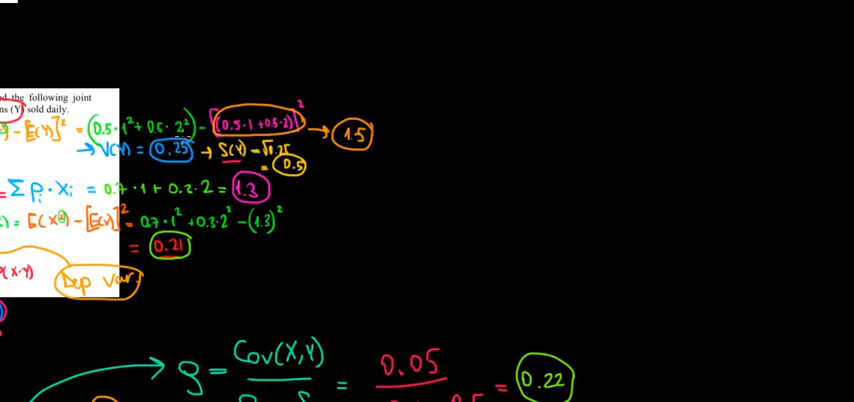 d the following joint
ns (Y) sold daily.
) - [E(Y)]² = (0.5·1² + 0.5·2²) - [(0.5·1 + 0.5·2)]² → 1.5
→ V(Y) = 0.25 → S(Y) = √0.25
= 0.5
= Σ pᵢ · xᵢ = 0.7·1 + 0.3·2 = 1.3
) = E(X²) - [E(x)]² = 0.7·1² + 0.3·2² - (1.3)²
= 0.21
(X·Y)
Dep var.
ρ = Cov(X,Y) / = 0.05 / = 0.22